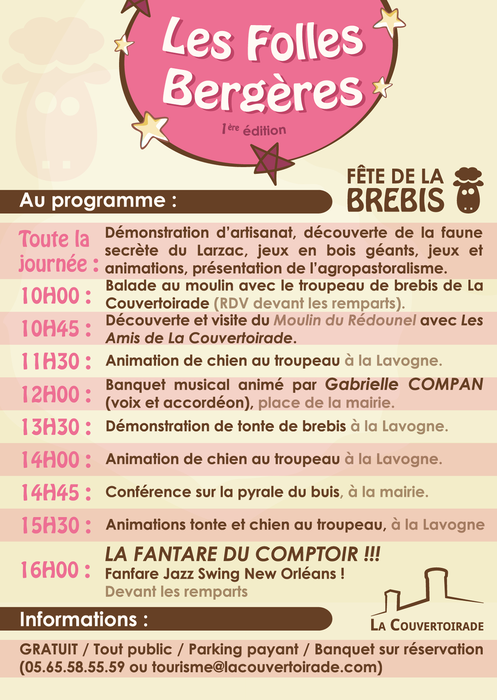 Les Folles
Bergères
1ère édition
FÊTE DE LA
BREBIS
Au programme :
Toute la
journée :
Démonstration d'artisanat, découverte de la faune
secrète du Larzac, jeux en bois géants, jeux et
animations, présentation de l'agropastoralisme.
10H00 :
Balade au moulin avec le troupeau de brebis de La
Couvertoirade (RDV devant les remparts).
10H45 :
Découverte et visite du Moulin du Rédounel avec Les
Amis de La Couvertoirade.
11H30 :
Animation de chien au troupeau à la Lavogne.
12H00 :
Banquet musical animé par Gabrielle COMPAN
(voix et accordéon), place de la mairie.
13H30 :
Démonstration de tonte de brebis à la Lavogne.
14H00 :
Animation de chien au troupeau à la Lavogne.
14H45 :
Conférence sur la pyrale du buis, à la mairie.
15H30 :
Animations tonte et chien au troupeau, à la Lavogne
16H00 :
LA FANTARE DU COMPTOIR !!!
Fanfare Jazz Swing New Orléans !
Devant les remparts
LA COUVERTOIRADE
Informations :
GRATUIT / Tout public / Parking payant / Banquet sur réservation
(05.65.58.55.59 ou tourisme@lacouvertoirade.com)